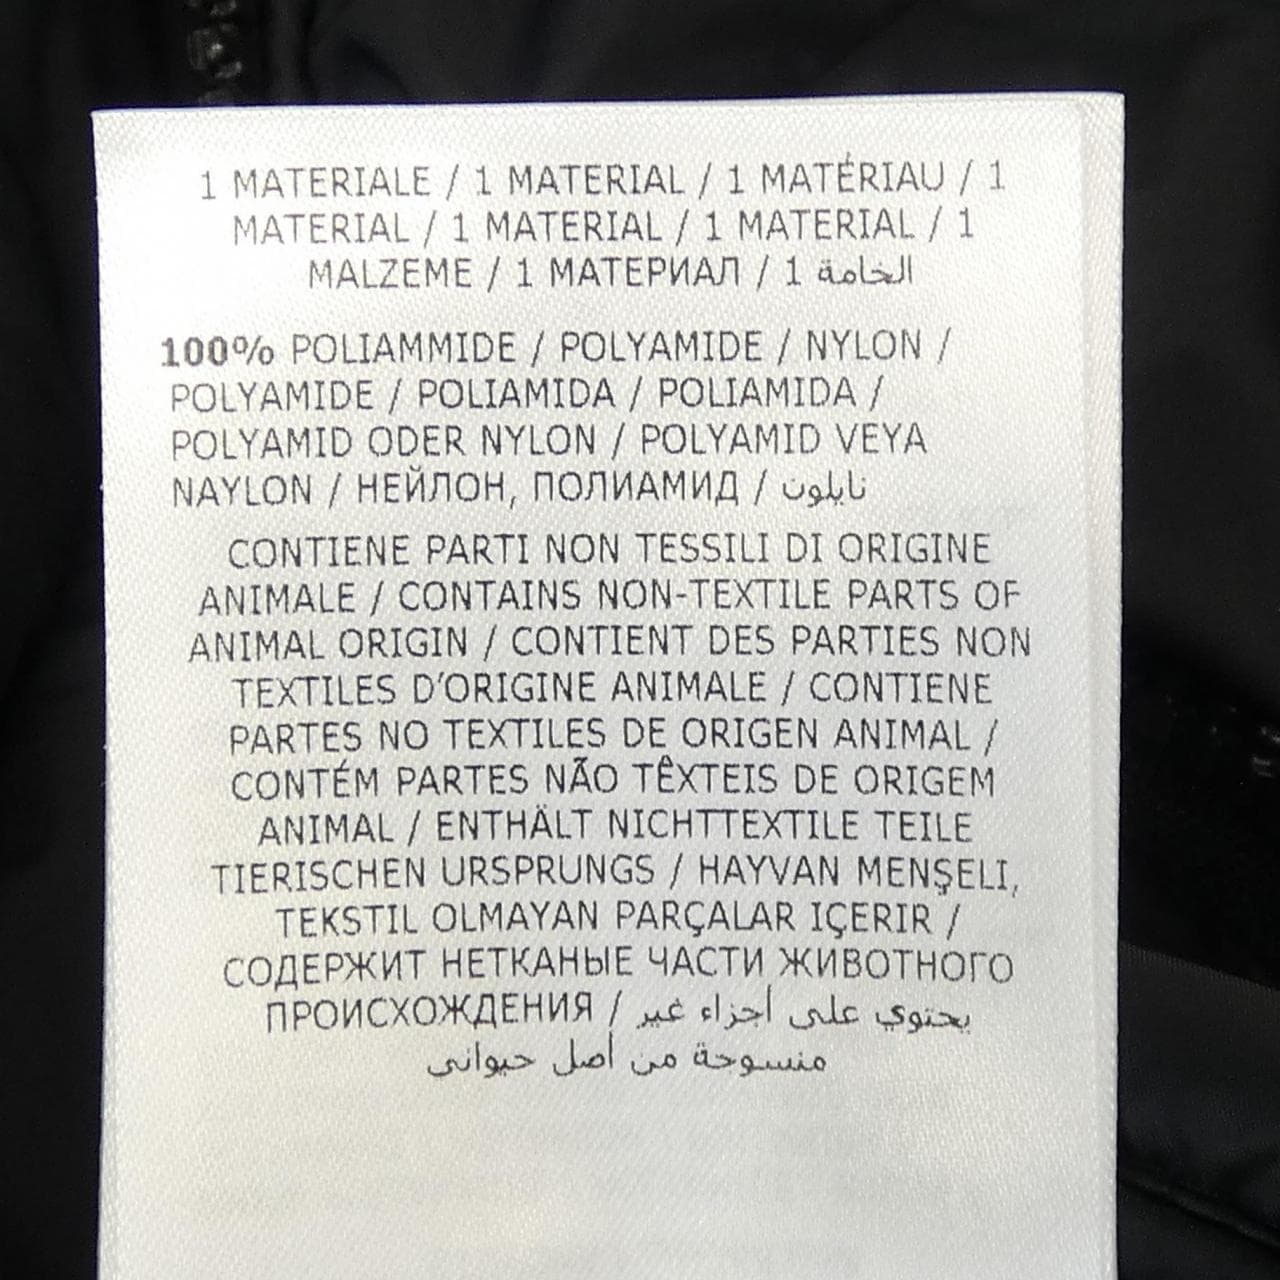 1 MATERIALE / 1 MATERIAL / 1 MATÉRIAU / 1
MATERIAL / 1 MATERIAL / 1 MATERIAL / 1
MALZEME / 1 МАТЕРИАЛ / 1 الخامة
100% POLIAMMIDE / POLYAMIDE / NYLON /
POLYAMIDE / POLIAMIDA / POLIAMIDA /
POLYAMID ODER NYLON / POLYAMID VEYA
NAYLON / НЕЙЛОН, ПОЛИАМИД / نايلون
CONTIENE PARTI NON TESSILI DI ORIGINE
ANIMALE / CONTAINS NON-TEXTILE PARTS OF
ANIMAL ORIGIN / CONTIENT DES PARTIES NON
TEXTILES D'ORIGINE ANIMALE / CONTIENE
PARTES NO TEXTILES DE ORIGEN ANIMAL /
CONTÉM PARTES NÃO TÊXTEIS DE ORIGEM
ANIMAL / ENTHÄLT NICHTTEXTILE TEILE
TIERISCHEN URSPRUNGS / HAYVAN MENŞELI,
TEKSTIL OLMAYAN PARÇALAR IÇERIR /
СОДЕРЖИТ НЕТКАНЫЕ ЧАСТИ ЖИВОТНОГО
ПРОИСХОЖДЕНИЯ / يحتوي على أجزاء غير
منسوجة من أصل حيوانى